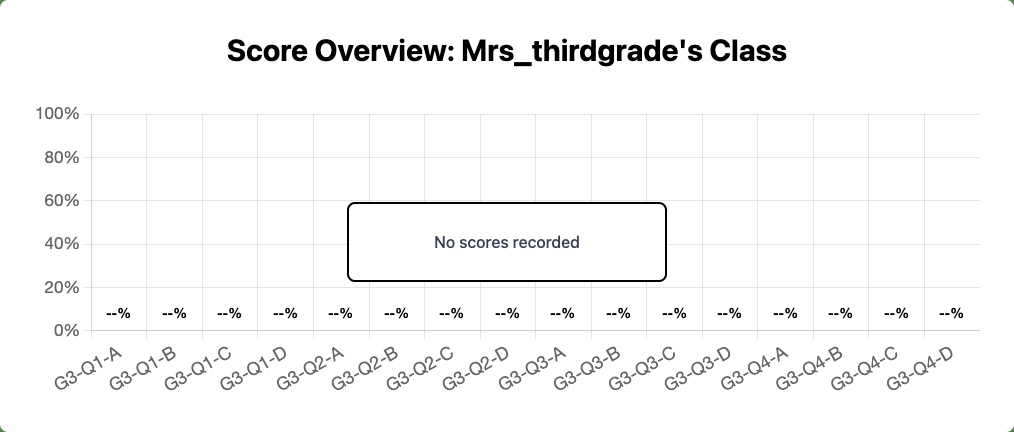 Score Overview: Mrs_thirdgrade's Class
100%
80%
60%
40%
20%
0%
No scores recorded
--% --% --% --% --% --% --% --% --% --% --% --% --% --% --% --%
G3-Q1-A G3-Q1-B G3-Q1-C G3-Q1-D G3-Q2-A G3-Q2-B G3-Q2-C G3-Q2-D G3-Q3-A G3-Q3-B G3-Q3-C G3-Q3-D G3-Q4-A G3-Q4-B G3-Q4-C G3-Q4-D